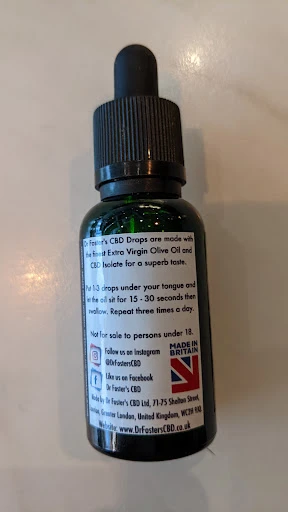 Dr Foster's CBD Drops are made with
the finest Extra Virgin Olive Oil and
CBD Isolate for a superb taste.
Put 1-3 drops under your tongue and
let the oil sit for 15 - 30 seconds then
swallow. Repeat three times a day.
Not for sale to persons under 18.
Follow us on Instagram
@DrFostersCBD
Like us on Facebook
Dr Foster's CBD
MADE IN
BRITAIN
Made by Dr Foster's CBD Ltd, 71-75 Shelton Street,
London, Greater London, United Kingdom, WC2H 9JQ
Website: www.DrFostersCBD.co.uk